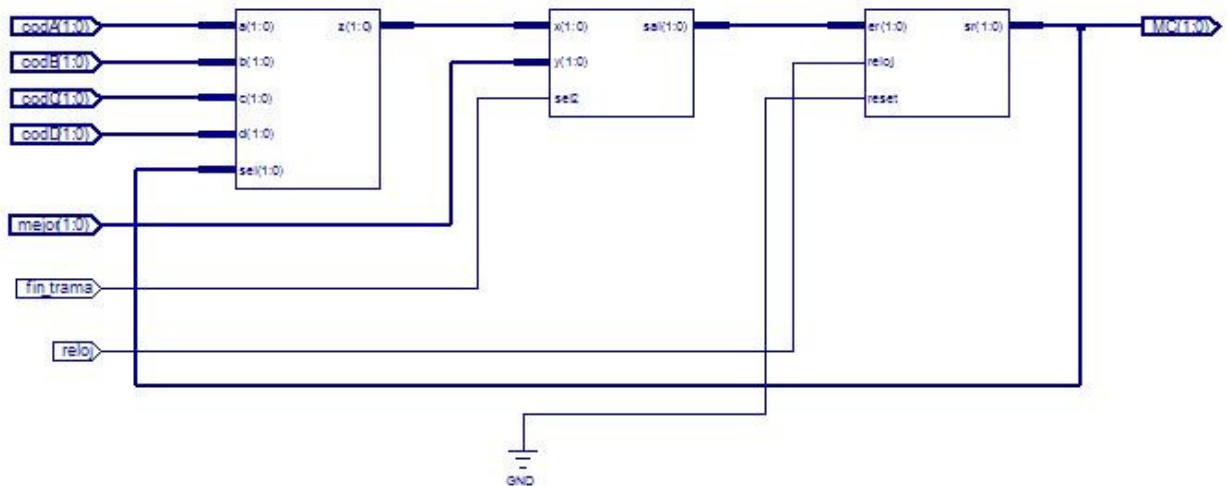 codA(1:0)
codB(1:0)
codC(1:0)
codD(1:0)
mejor(1:0)
fin_trama
reloj
a(1:0)
z(1:0)
b(1:0)
c(1:0)
d(1:0)
sel(1:0)
x(1:0)
sal(1:0)
y(1:0)
sel2
er(1:0)
sr(1:0)
reloj
reset
MC(1:0)
GND